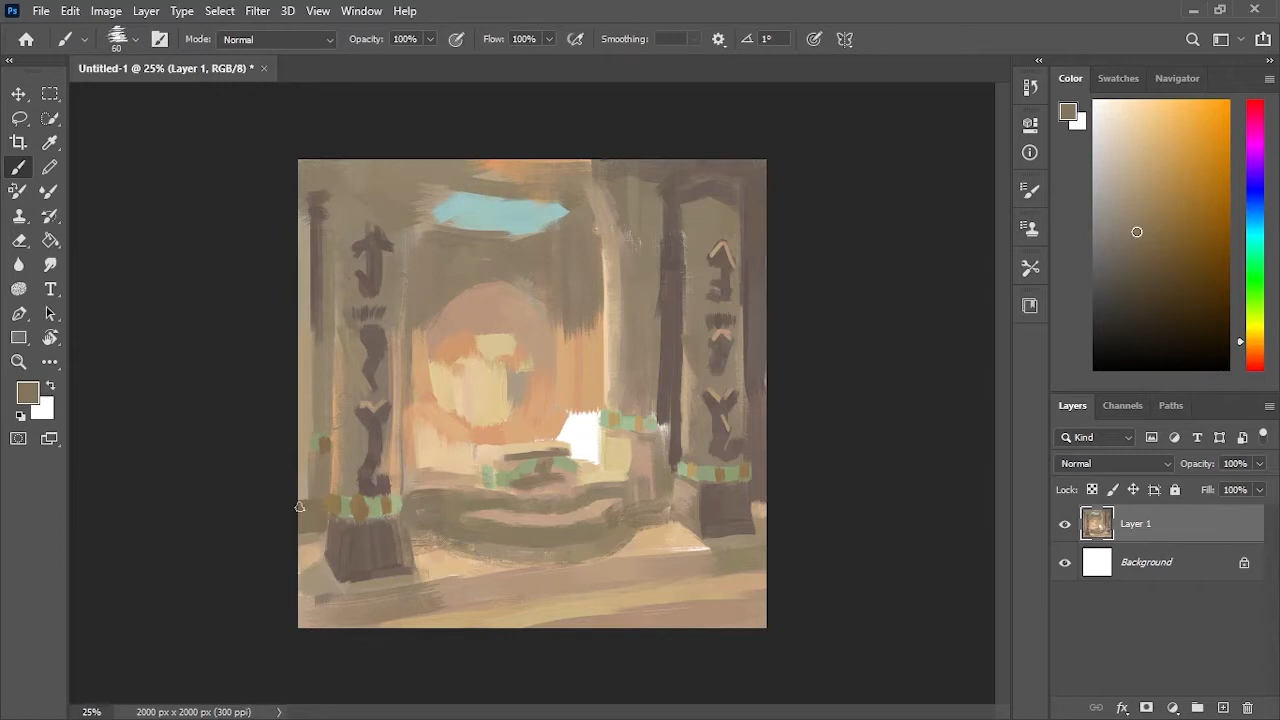 Ps File Edit Image Layer Type Select Filter 3D View Window Help
60 Mode: Normal Opacity: 100% Flow: 100% Smoothing: 1°
Untitled-1 @ 25% (Layer 1, RGB/8) *
Color Swatches Navigator
Layers Channels Paths
Kind
Normal Opacity: 100%
Lock: Fill: 100%
Layer 1
Background
25% 2000 px x 2000 px (300 ppi)